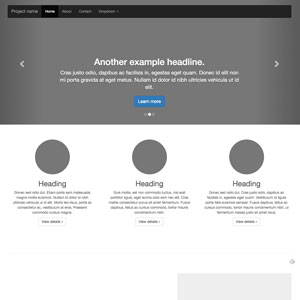 Project name Home About Contact Dropdown
Another example headline.
Cras justo odio, dapibus ac facilisis in, egestas eget quam. Donec id elit non
mi porta gravida at eget metus. Nullam id dolor id nibh ultricies vehicula ut id
elit.
Learn more
Heading
Donec sed odio dui. Etiam porta sem malesuada
magna mollis euismod. Nullam id dolor id nibh
ultricies vehicula ut id elit. Morbi leo risus, porta ac
consectetur ac, vestibulum at eros. Praesent
commodo cursus magna.
View details »
Heading
Duis mollis, est non commodo luctus, nisi erat
porttitor ligula, eget lacinia odio sem nec elit. Cras
mattis consectetur purus sit amet fermentum. Fusce
dapibus, tellus ac cursus commodo, tortor mauris
condimentum nibh.
View details »
Heading
Donec sed odio dui. Cras justo odio, dapibus ac
facilisis in, egestas eget quam. Vestibulum id ligula
porta felis euismod semper. Fusce dapibus, tellus ac
cursus commodo, tortor mauris condimentum nibh, ut
fermentum massa justo sit amet risus.
View details »